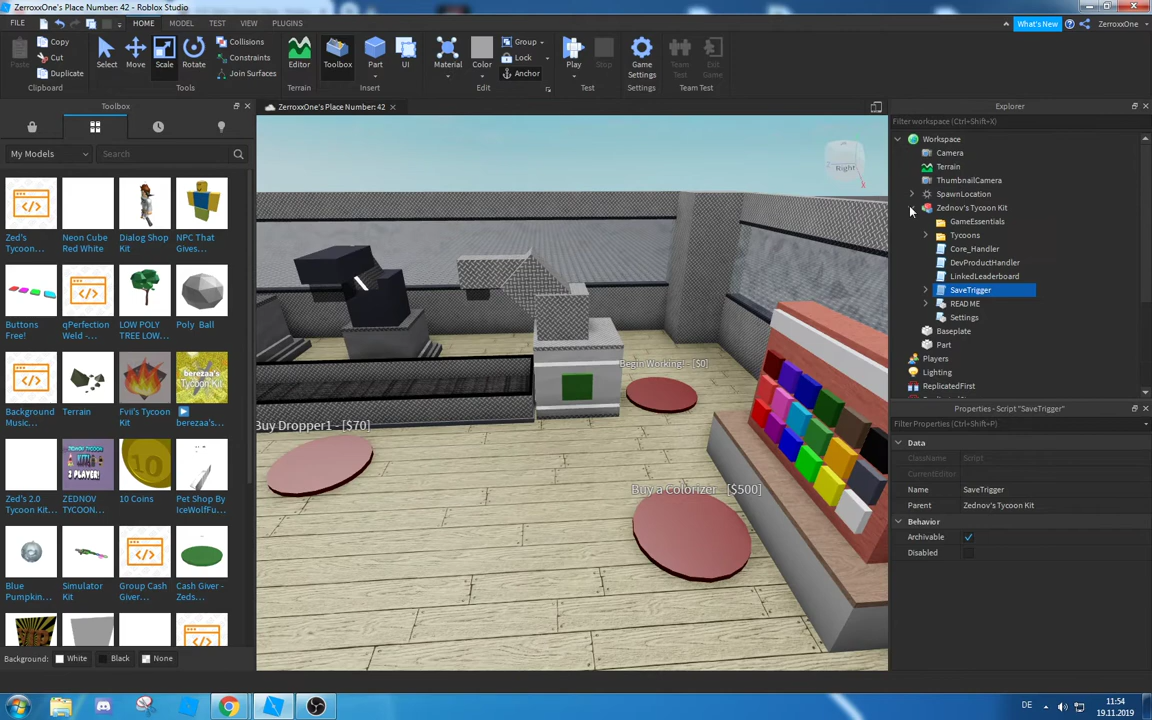 ZerroxxOne's Place Number: 42 - Roblox Studio
FILE
HOME
MODEL
TEST
VIEW
PLUGINS
What's New
ZerroxxOne
Paste
Copy
Cut
Duplicate
Clipboard
Select
Move
Scale
Rotate
Tools
Collisions
Constraints
Join Surfaces
Editor
Terrain
Toolbox
Part
UI
Insert
Material
Color
Group
Lock
Anchor
Edit
Play
Stop
Test
Game
Settings
Settings
Team
Test
Exit
Game
Team Test
Toolbox
My Models
Search
Zed's
Tycoon...
Neon Cube
Red White
Dialog Shop
Kit
NPC That
Gives...
Buttons
Free!
qPerfection
Weld -...
LOW POLY
TREE LOW...
Poly Ball
Background
Music...
Terrain
Fvii's Tycoon
Kit
berezaa's
Tycoon Kit
berezaa's...
Zed's 2.0
Tycoon Kit...
ZEDNOV
TYCOON...
10 Coins
Pet Shop By
IceWolfFu...
Blue
Pumpkin...
Simulator
Kit
Group Cash
Giver...
Cash Giver -
Zeds...
Background:
White
Black
None
ZerroxxOne's Place Number: 42
Right
Begin Working! - [$0]
Buy Dropper1 - [$70]
Buy a Colorizer - [$500]
Explorer
Filter workspace (Ctrl+Shift+X)
Workspace
Camera
Terrain
ThumbnailCamera
SpawnLocation
Zednov's Tycoon Kit
GameEssentials
Tycoons
Core_Handler
DevProductHandler
LinkedLeaderboard
SaveTrigger
README
Settings
Baseplate
Part
Players
Lighting
ReplicatedFirst
Properties - Script "SaveTrigger"
Filter Properties (Ctrl+Shift+P)
Data
ClassName Script
CurrentEditor
Name SaveTrigger
Parent Zednov's Tycoon Kit
Behavior
Archivable
Disabled
DE
11:54
19.11.2019